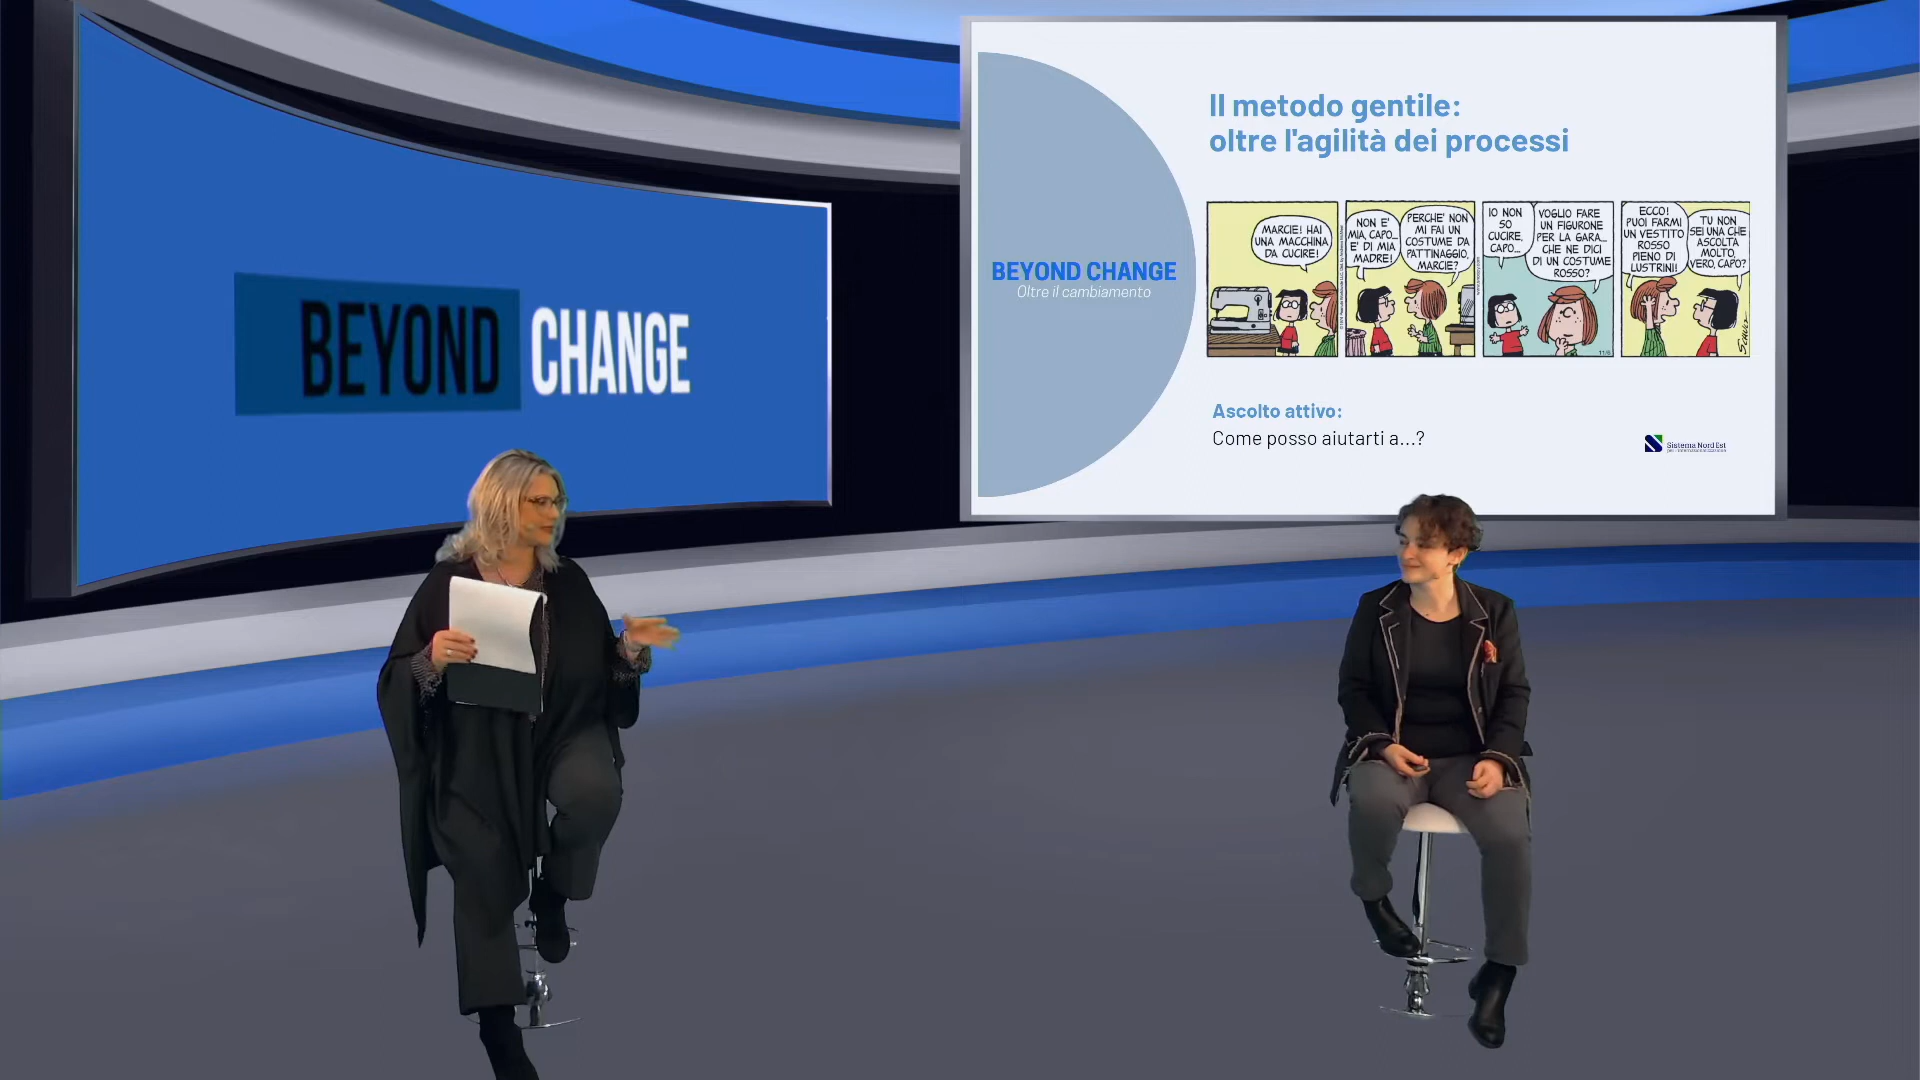 BEYOND CHANGE
Il metodo gentile:
oltre l'agilità dei processi
BEYOND CHANGE
Oltre il cambiamento
MARCIE! HAI
UNA MACCHINA
DA CUCIRE!
NON E'
MIA, CAPO...
E' DI MIA
MADRE!
PERCHE' NON
MI FAI UN
COSTUME DA
PATTINAGGIO,
MARCIE?
IO NON
SO
CUCIRE,
CAPO...
VOGLIO FARE
UN FIGURONE
PER LA GARA...
CHE NE DICI
DI UN COSTUME
ROSSO?
ECCO!
PUOI FARMI
UN VESTITO
ROSSO
PIENO DI
LUSTRINI!
TU NON
SEI UNA CHE
ASCOLTA
MOLTO,
VERO, CAPO?
Ascolto attivo:
Come posso aiutarti a...?
Sistema Nord Est
per l'internazionalizzazione